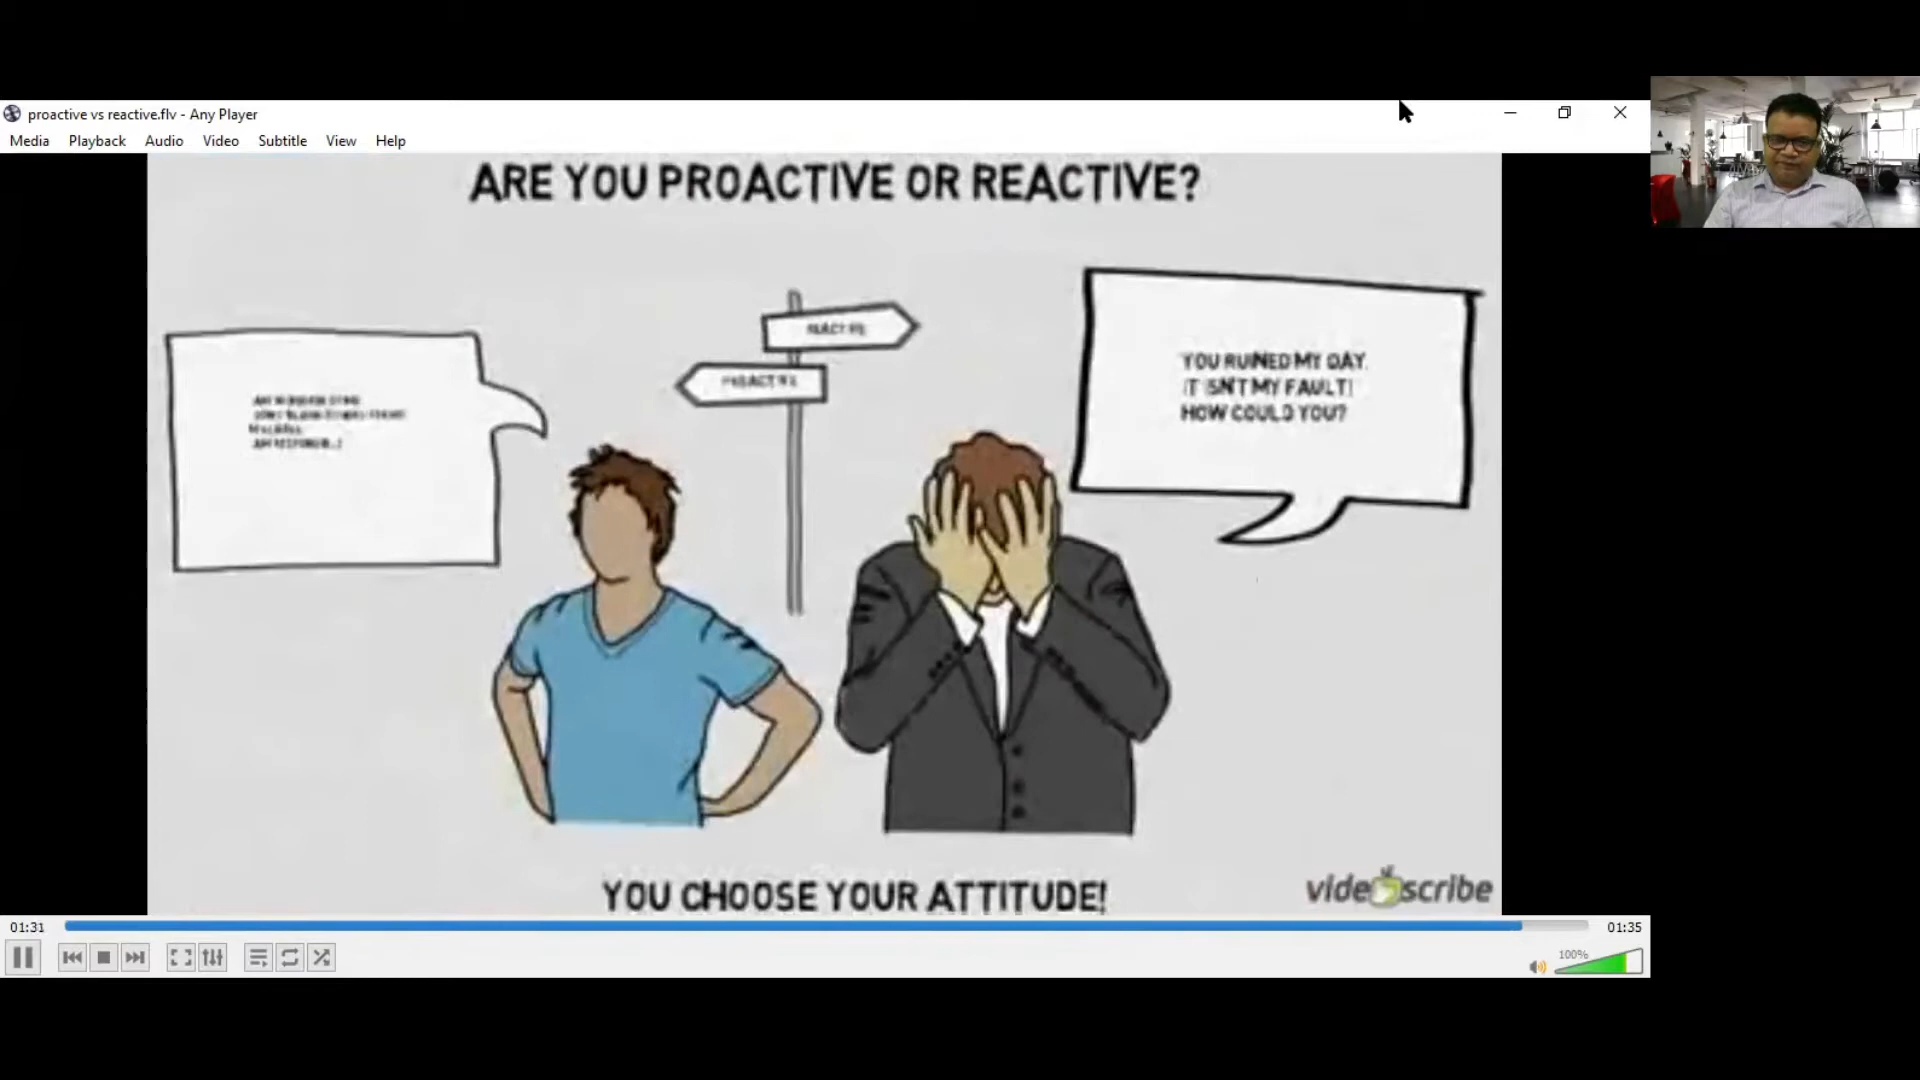 proactive vs reactive.flv - Any Player
Media Playback Audio Video Subtitle View Help
ARE YOU PROACTIVE OR REACTIVE?
REACTIVE
PROACTIVE
YOU RUINED MY DAY.
IT ISN'T MY FAULT!
HOW COULD YOU?
YOU CHOOSE YOUR ATTITUDE!
videoscribe
01:31
01:35
100%